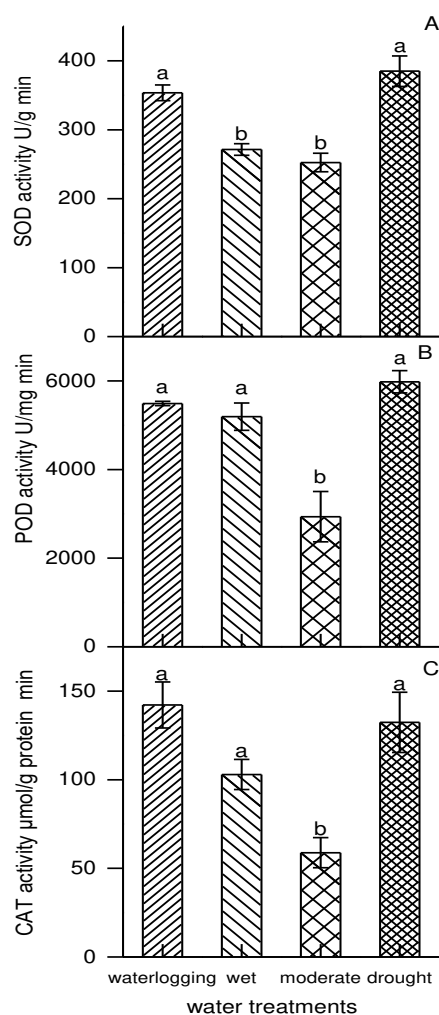 A
SOD activity U/g min
400
300
200
100
0
a
b
b
a
B
POD activity U/mg min
6000
4000
2000
0
a
a
b
a
C
CAT activity μmol/g protein min
150
100
50
0
a
a
b
a
waterlogging wet moderate drought
water treatments